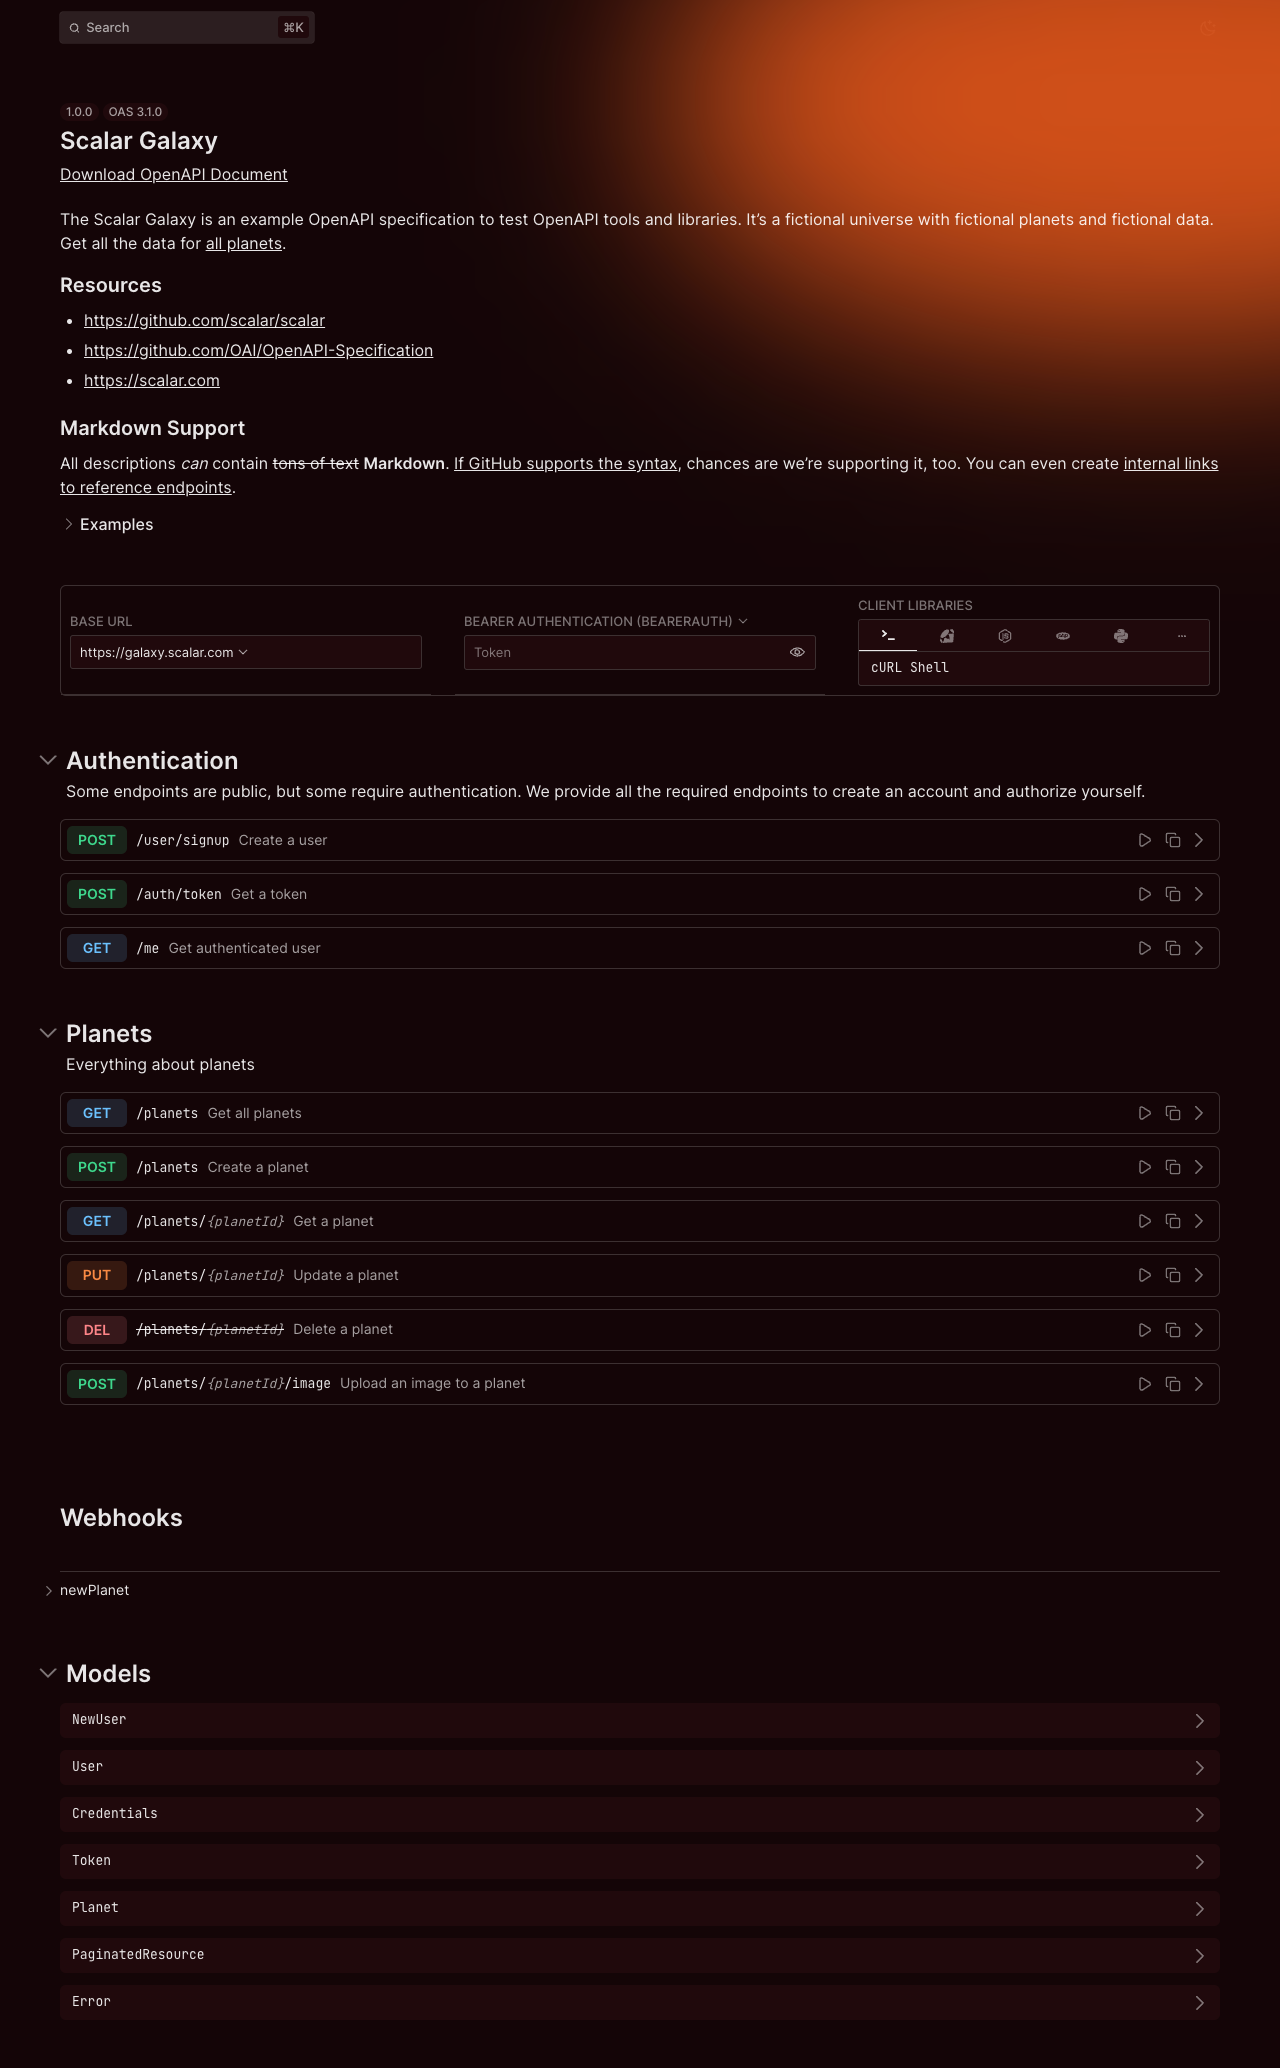 Search
⌘K
1.0.0
OAS 3.1.0
Scalar Galaxy
Download OpenAPI Document
The Scalar Galaxy is an example OpenAPI specification to test OpenAPI tools and libraries. It’s a fictional universe with fictional planets and fictional data.
Get all the data for all planets.
Resources
• https://github.com/scalar/scalar
• https://github.com/OAI/OpenAPI-Specification
• https://scalar.com
Markdown Support
All descriptions can contain tons of text Markdown. If GitHub supports the syntax, chances are we’re supporting it, too. You can even create internal links
to reference endpoints.
Examples
BASE URL
https://galaxy.scalar.com
BEARER AUTHENTICATION (BEARERAUTH)
Token
CLIENT LIBRARIES
cURL Shell
Authentication
Some endpoints are public, but some require authentication. We provide all the required endpoints to create an account and authorize yourself.
POST /user/signup Create a user
POST /auth/token Get a token
GET /me Get authenticated user
Planets
Everything about planets
GET /planets Get all planets
POST /planets Create a planet
GET /planets/{planetId} Get a planet
PUT /planets/{planetId} Update a planet
DEL /planets/{planetId} Delete a planet
POST /planets/{planetId}/image Upload an image to a planet
Webhooks
newPlanet
Models
NewUser
User
Credentials
Token
Planet
PaginatedResource
Error